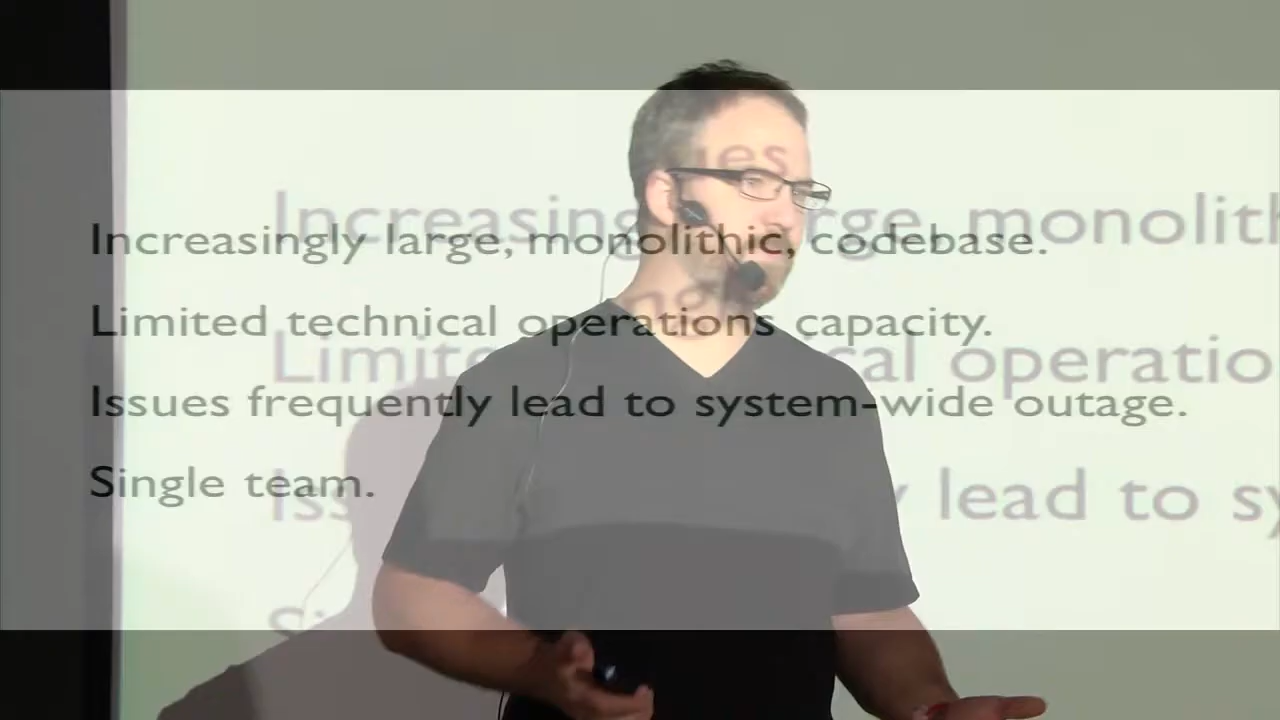 Increasingly large, monolithic, codebase.
Limited technical operations capacity.
Issues frequently lead to system-wide outage.
Single team.